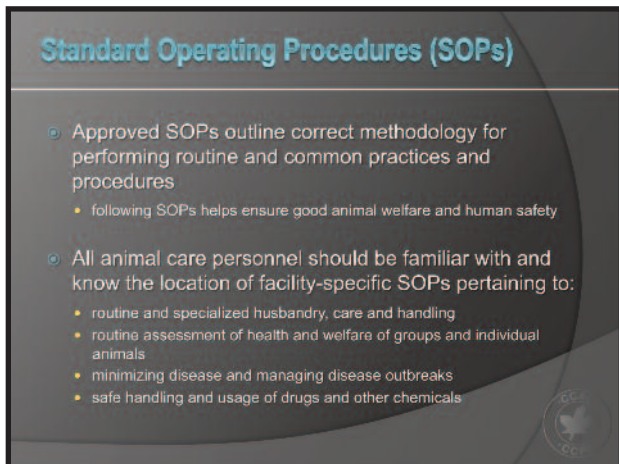 Standard Operating Procedures (SOPs)
Approved SOPs outline correct methodology for
performing routine and common practices and
procedures
following SOPs helps ensure good animal welfare and human safety
All animal care personnel should be familiar with and
know the location of facility-specific SOPs pertaining to:
routine and specialized husbandry, care and handling
routine assessment of health and welfare of groups and individual
animals
minimizing disease and managing disease outbreaks
safe handling and usage of drugs and other chemicals